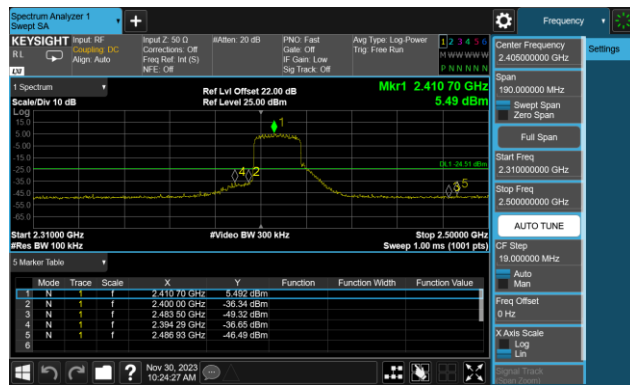 Spectrum Analyzer 1
Swept SA
+
Frequency
KEYSIGHT
RL
LM
Input: RF
Coupling: DC
Align: Auto
Input Z: 50 Ω
Corrections: Off
Freq Ref: Int (S)
NFE: Off
#Atten: 20 dB
PNO: Fast
Gate: Off
IF Gain: Low
Sig Track: Off
Avg Type: Log-Power
Trig: Free Run
1 2 3 4 5 6
M W W W W W
P N N N N N
1 Spectrum
Scale/Div 10 dB
Ref Lvl Offset 22.00 dB
Ref Level 25.00 dBm
Mkr1 2.410 70 GHz
5.49 dBm
Log
15.0
5.00
-5.00
-15.0
-25.0
-35.0
-45.0
-55.0
-65.0
1
4
2
3
5
DL1 -24.51 dBm
Start 2.31000 GHz
#Res BW 100 kHz
#Video BW 300 kHz
Stop 2.50000 GHz
Sweep 1.00 ms (1001 pts)
5 Marker Table
Mode Trace Scale X Y Function Function Width Function Value
1 N 1 f 2.410 70 GHz 5.492 dBm
2 N 1 f 2.400 00 GHz -36.34 dBm
3 N 1 f 2.483 50 GHz -49.32 dBm
4 N 1 f 2.394 29 GHz -36.65 dBm
5 N 1 f 2.486 93 GHz -46.49 dBm
6
?
Nov 30, 2023
10:24:27 AM
Center Frequency
2.405000000 GHz
Span
190.000000 MHz
Swept Span
Zero Span
Full Span
Start Freq
2.310000000 GHz
Stop Freq
2.500000000 GHz
AUTO TUNE
CF Step
19.000000 MHz
Auto
Man
Freq Offset
0 Hz
X Axis Scale
Log
Lin
Signal Track
(Span Zoom)
Settings